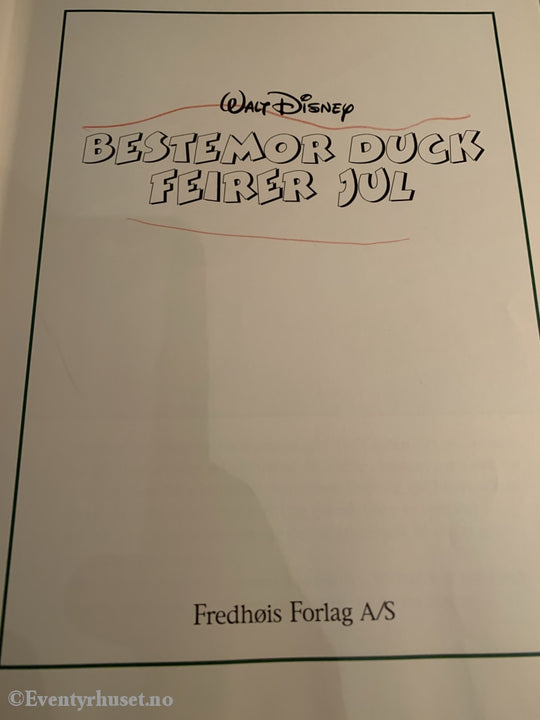 Walt Disney
BESTEMOR DUCK
FEIRER JUL
Fredhøis Forlag A/S
©Eventyrhuset.no